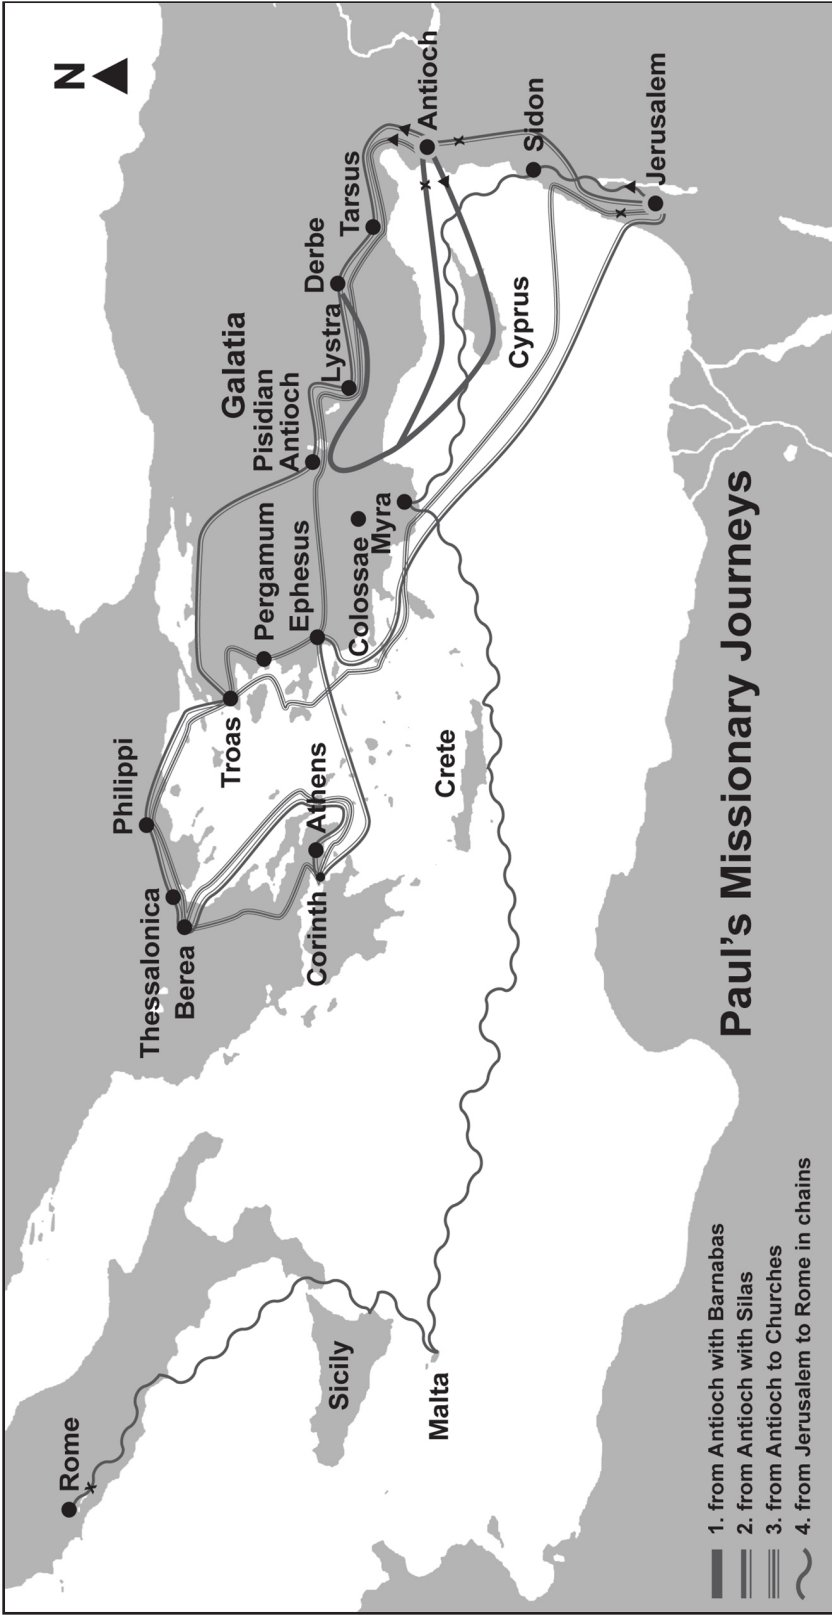 N
Rome
Sicily
Malta
Thessalonica
Berea
Philippi
Corinth
Athens
Troas
Crete
Pergamum
Ephesus
Colossae
Myra
Galatia
Pisidian
Antioch
Lystra
Derbe
Tarsus
Cyprus
Antioch
Sidon
Jerusalem
Paul's Missionary Journeys
1. from Antioch with Barnabas
2. from Antioch with Silas
3. from Antioch to Churches
4. from Jerusalem to Rome in chains